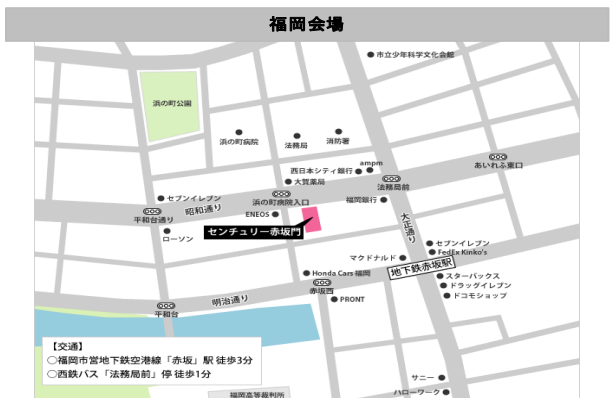 福岡会場
市立少年科学文化会館
浜の町公園
浜の町病院
法務局
消防署
ampm
西日本シティ銀行
大賀薬局
あいれふ東口
法務局前
セブンイレブン
昭和通り
浜の町病院入口
福岡銀行
平和台通り
ENEOS
大正通り
ローソン
センチュリー赤坂門
セブンイレブン
FedEx Kinko's
マクドナルド
地下鉄赤坂駅
Honda Cars 福岡
スターバックス
赤坂西
ドラッグイレブン
明治通り
PRONT
ドコモショップ
平和台
【交通】
○福岡市営地下鉄空港線「赤坂」駅 徒歩3分
○西鉄バス「法務局前」停 徒歩1分
サニー
ハローワーク
福岡高等裁判所